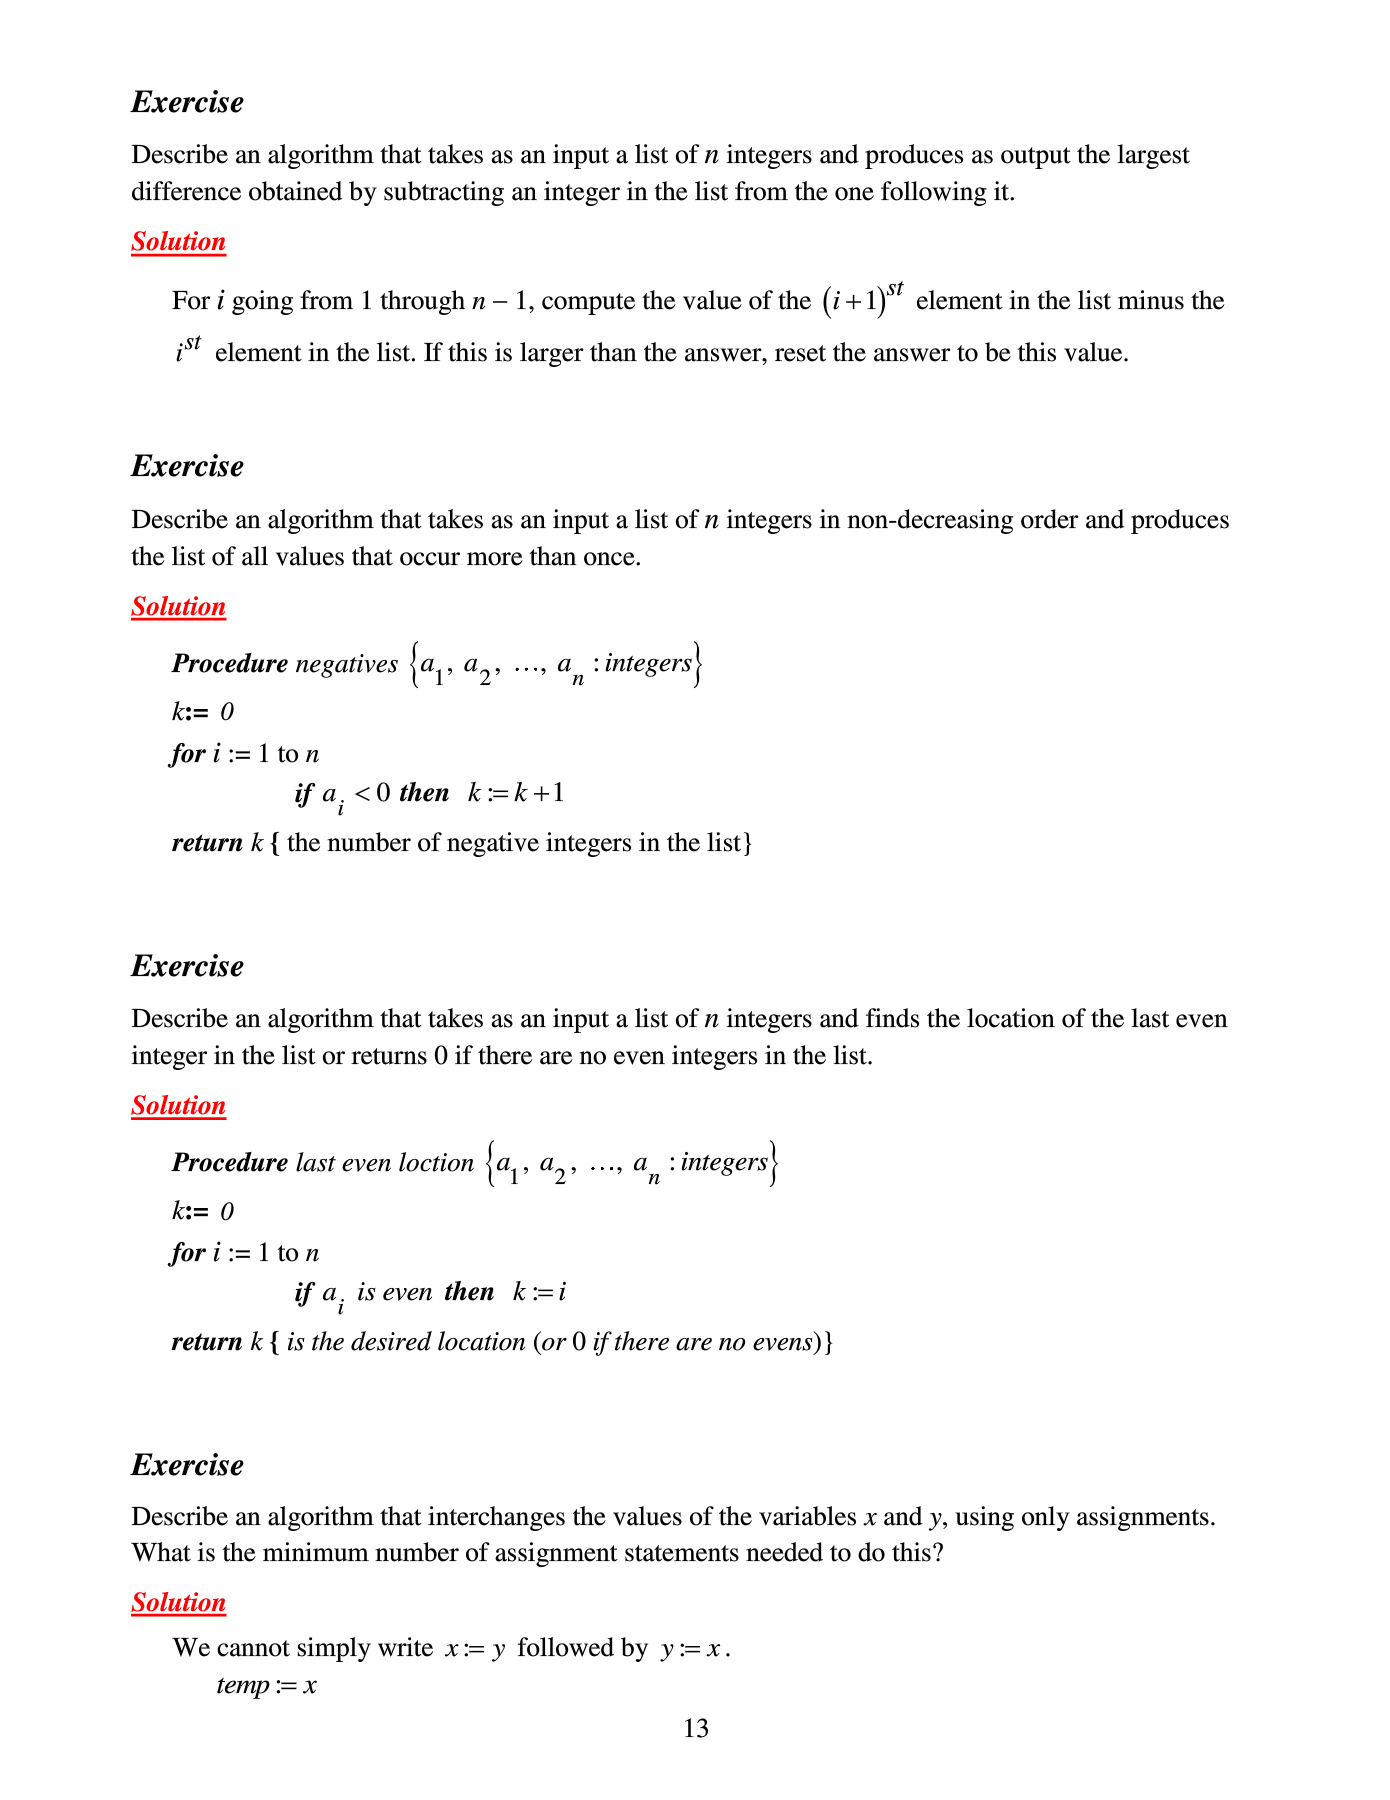 Exercise
Describe an algorithm that takes as an input a list of n integers and produces as output the largest
difference obtained by subtracting an integer in the list from the one following it.
Solution
For i going from 1 through n – 1, compute the value of the (i + 1)^st element in the list minus the
i^st element in the list. If this is larger than the answer, reset the answer to be this value.
Exercise
Describe an algorithm that takes as an input a list of n integers in non-decreasing order and produces
the list of all values that occur more than once.
Solution
Procedure negatives {a_1, a_2, …, a_n : integers}
k:= 0
for i := 1 to n
if a_i < 0 then k := k + 1
return k { the number of negative integers in the list}
Exercise
Describe an algorithm that takes as an input a list of n integers and finds the location of the last even
integer in the list or returns 0 if there are no even integers in the list.
Solution
Procedure last even loction {a_1, a_2, …, a_n : integers}
k:= 0
for i := 1 to n
if a_i is even then k := i
return k { is the desired location (or 0 if there are no evens)}
Exercise
Describe an algorithm that interchanges the values of the variables x and y, using only assignments.
What is the minimum number of assignment statements needed to do this?
Solution
We cannot simply write x := y followed by y := x.
temp := x
13